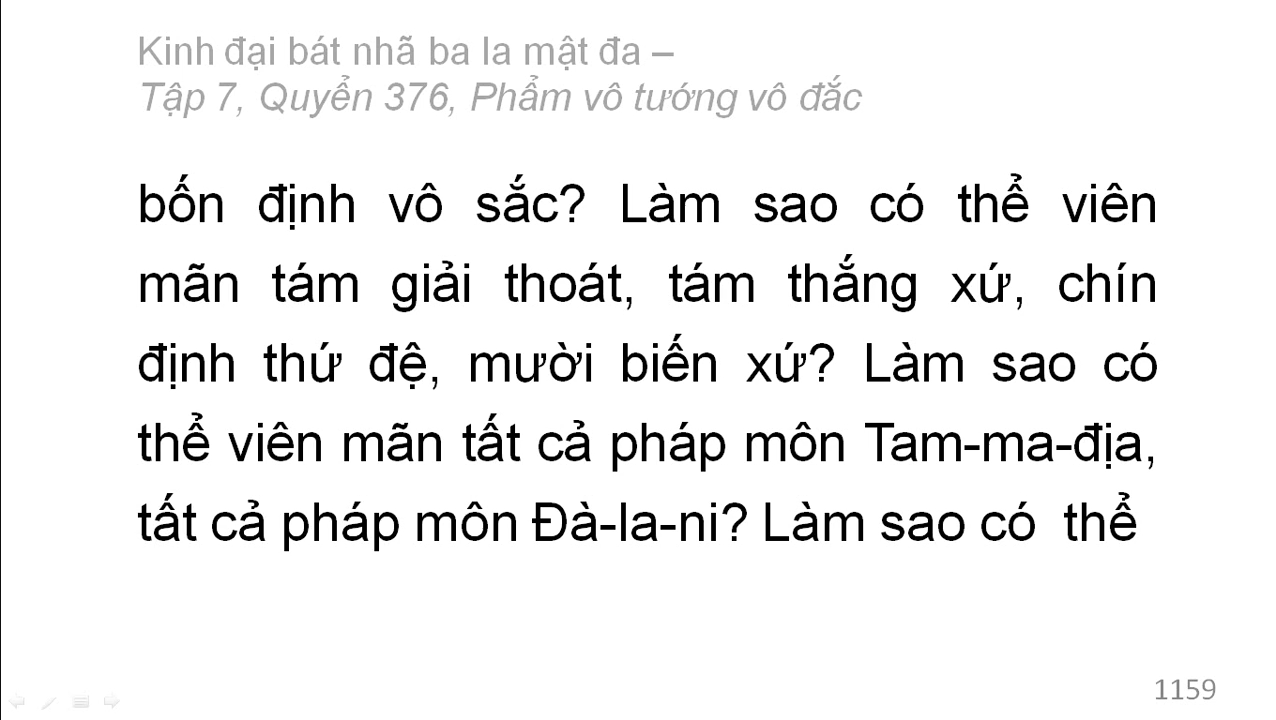 Kinh đại bát nhã ba la mật đa –
Tập 7, Quyển 376, Phẩm vô tướng vô đắc
bốn định vô sắc? Làm sao có thể viên
mãn tám giải thoát, tám thắng xứ, chín
định thứ đệ, mười biến xứ? Làm sao có
thể viên mãn tất cả pháp môn Tam-ma-địa,
tất cả pháp môn Đà-la-ni? Làm sao có thể
1159